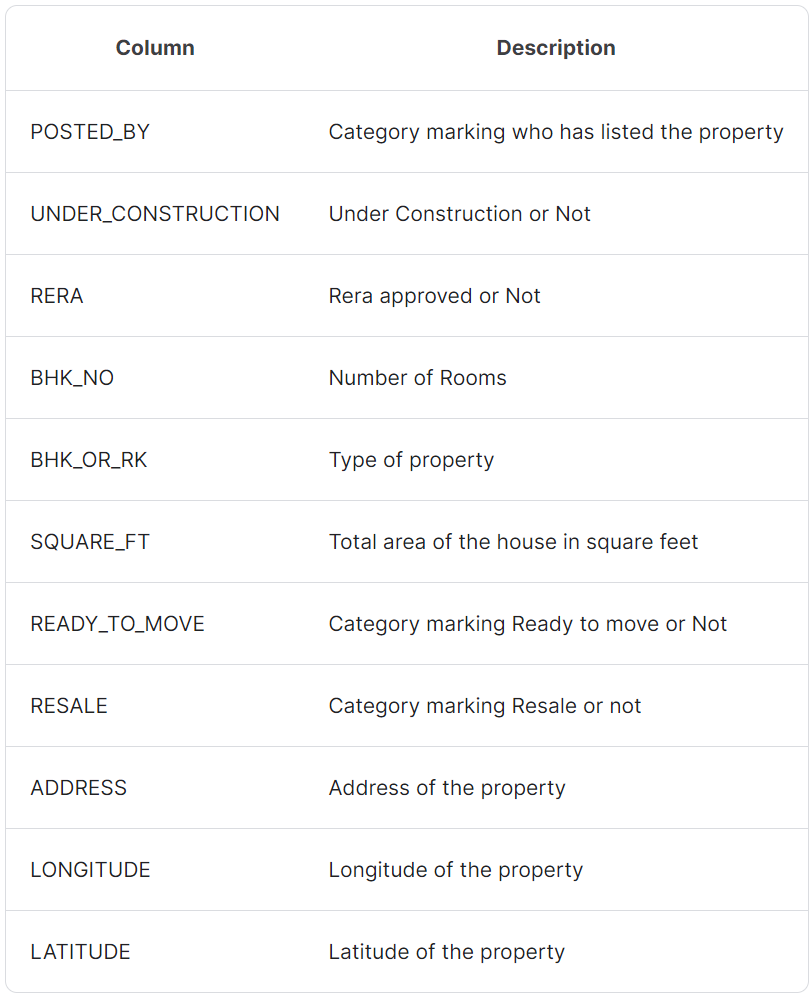 Column Description
POSTED_BY Category marking who has listed the property
UNDER_CONSTRUCTION Under Construction or Not
RERA Rera approved or Not
BHK_NO Number of Rooms
BHK_OR_RK Type of property
SQUARE_FT Total area of the house in square feet
READY_TO_MOVE Category marking Ready to move or Not
RESALE Category marking Resale or not
ADDRESS Address of the property
LONGITUDE Longitude of the property
LATITUDE Latitude of the property